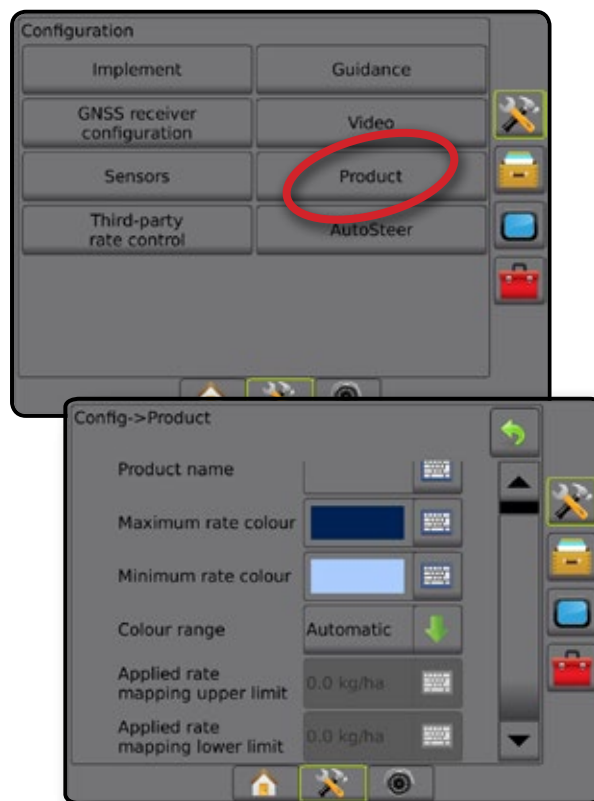 Configuration
Implement
Guidance
GNSS receiver
configuration
Video
Sensors
Product
Third-party
rate control
AutoSteer
Config->Product
Product name
Maximum rate colour
Minimum rate colour
Colour range
Automatic
Applied rate
mapping upper limit
0.0 kg/ha
Applied rate
mapping lower limit
0.0 kg/ha